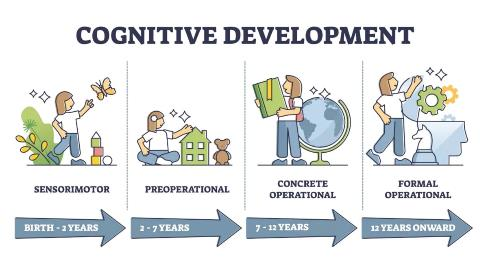 COGNITIVE DEVELOPMENT
SENSORIMOTOR
PREOPERATIONAL
CONCRETE
OPERATIONAL
FORMAL
OPERATIONAL
BIRTH - 2 YEARS
2 - 7 YEARS
7 - 12 YEARS
12 YEARS ONWARD